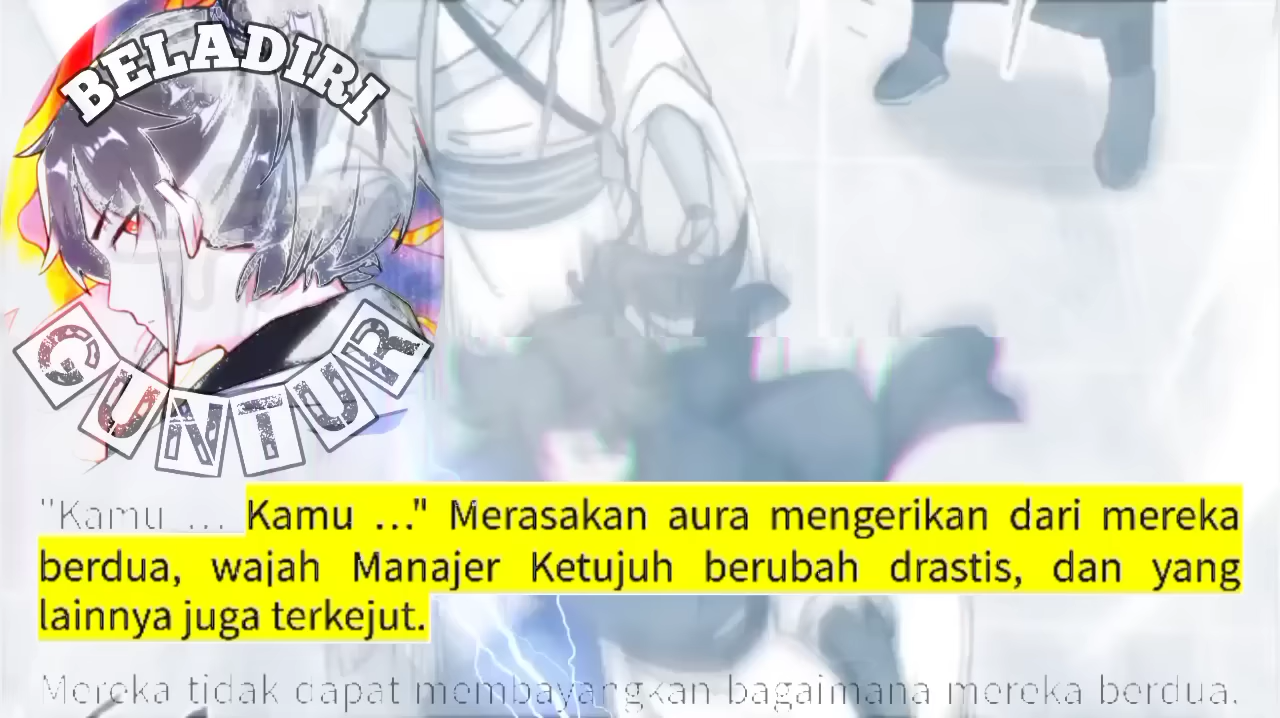 BELADIRI
GUNTUR
"Kamu ... Kamu ..." Merasakan aura mengerikan dari mereka
berdua, wajah Manajer Ketujuh berubah drastis, dan yang
lainnya juga terkejut.
Mereka tidak dapat membayangkan bagaimana mereka berdua,